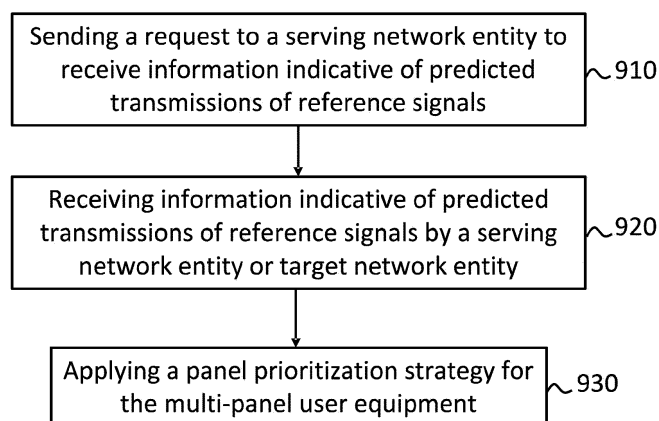 Sending a request to a serving network entity to
receive information indicative of predicted
transmissions of reference signals
910
Receiving information indicative of predicted
transmissions of reference signals by a serving
network entity or target network entity
920
Applying a panel prioritization strategy for
the multi-panel user equipment
930